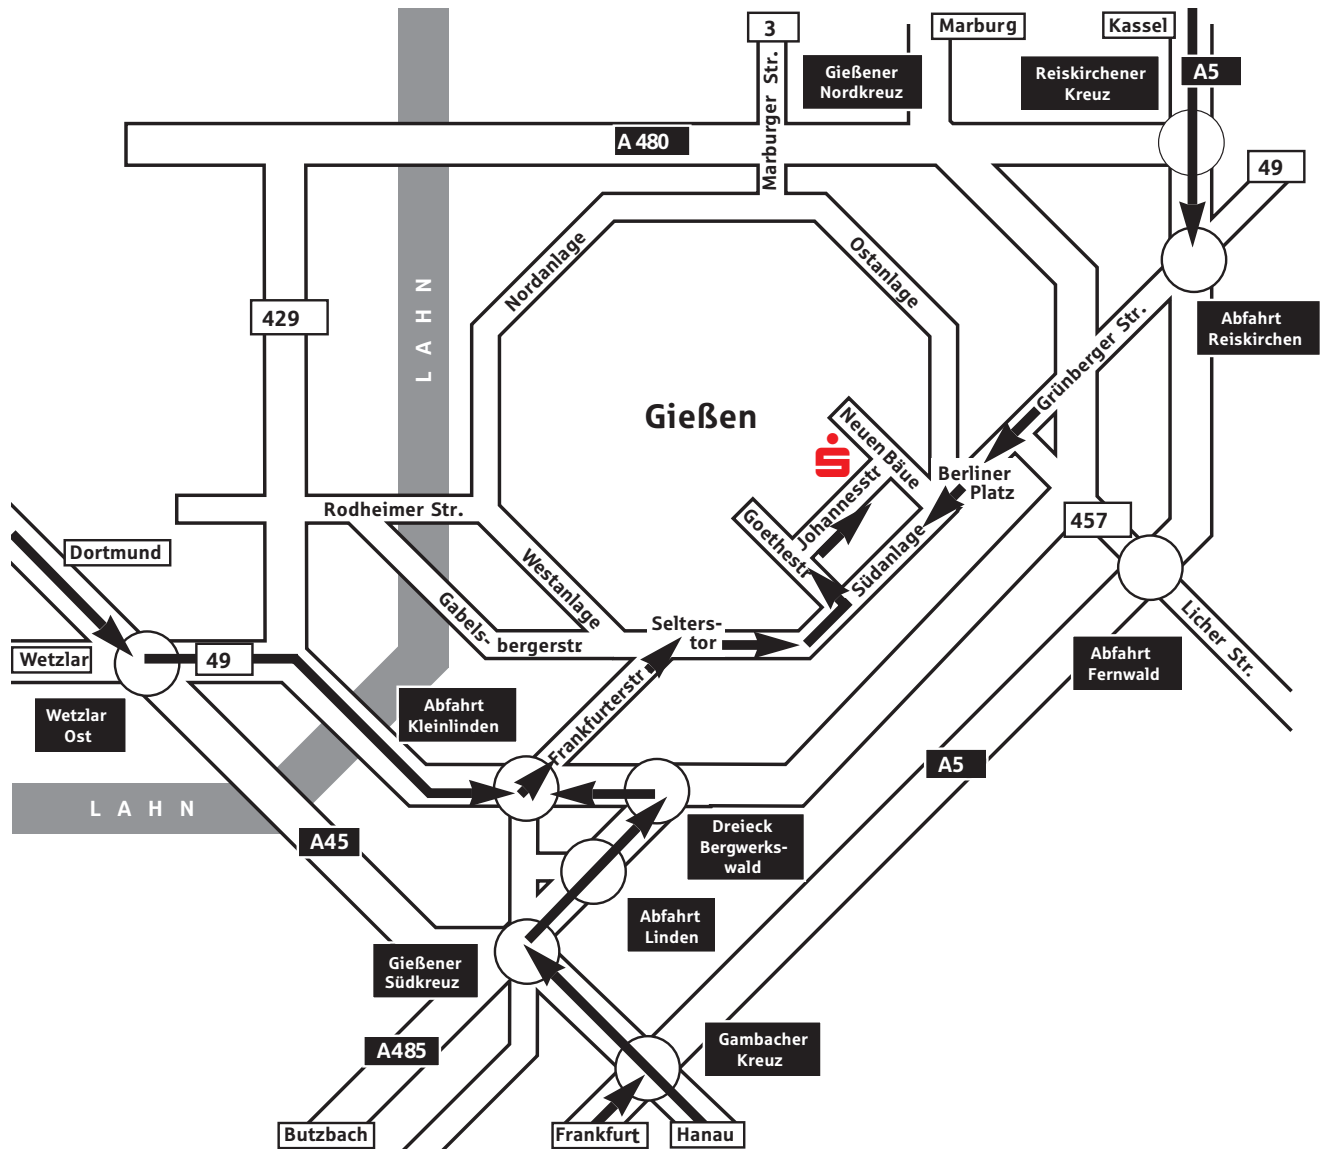 3
Marburg
Kassel
Marburger Str.
Gießener
Nordkreuz
Reiskirchener
Kreuz
A5
A 480
49
Nordanlage
Ostanlage
429
LAHN
Abfahrt
Reiskirchen
Grünberger Str.
Gießen
Neuen Bäue
Johannesstr
Berliner
Platz
Rodheimer Str.
Goethestr
Südanlage
457
Dortmund
Westanlage
Gabels-
bergerstr
Selters-
tor
Licher Str.
Wetzlar
49
Abfahrt
Fernwald
Wetzlar
Ost
Abfahrt
Kleinlinden
Frankfurterstr
A5
LAHN
A45
Dreieck
Bergwerks-
wald
Abfahrt
Linden
Gießener
Südkreuz
Gambacher
Kreuz
A485
Butzbach
Frankfurt
Hanau